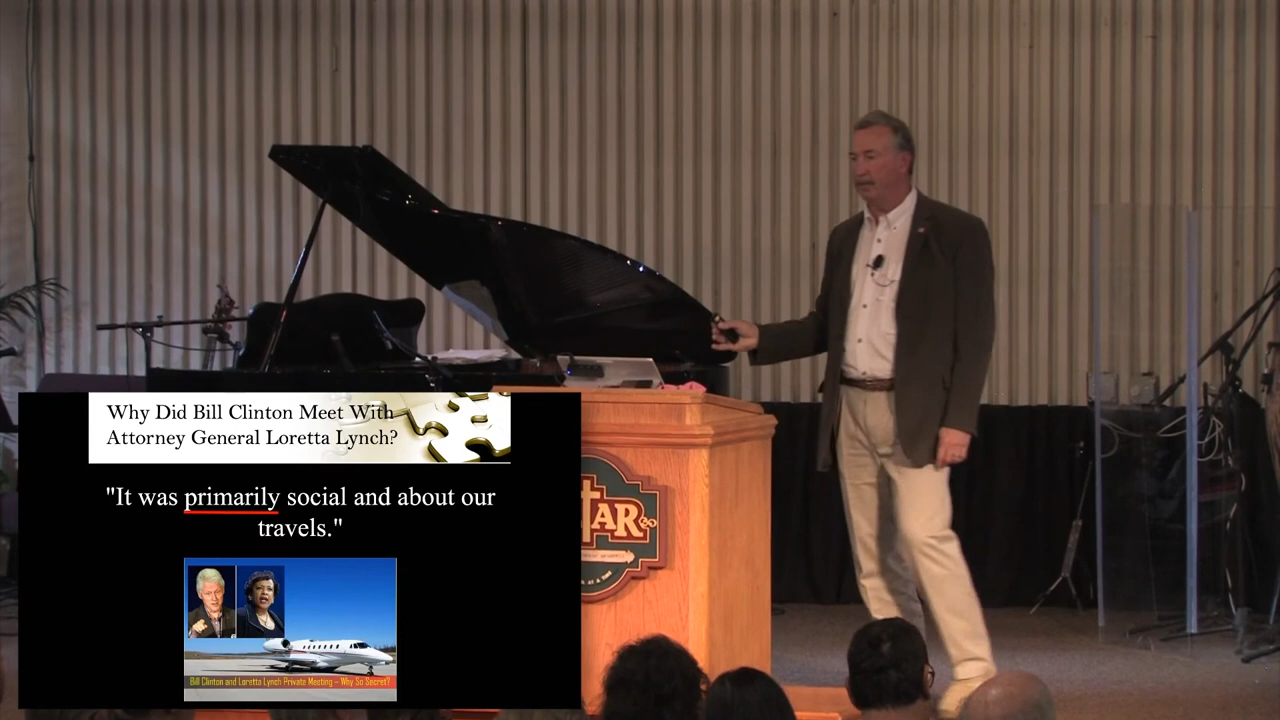 Why Did Bill Clinton Meet With
Attorney General Loretta Lynch?
"It was primarily social and about our
travels."
Bill Clinton and Loretta Lynch Private Meeting – Why So Secret?
TAR